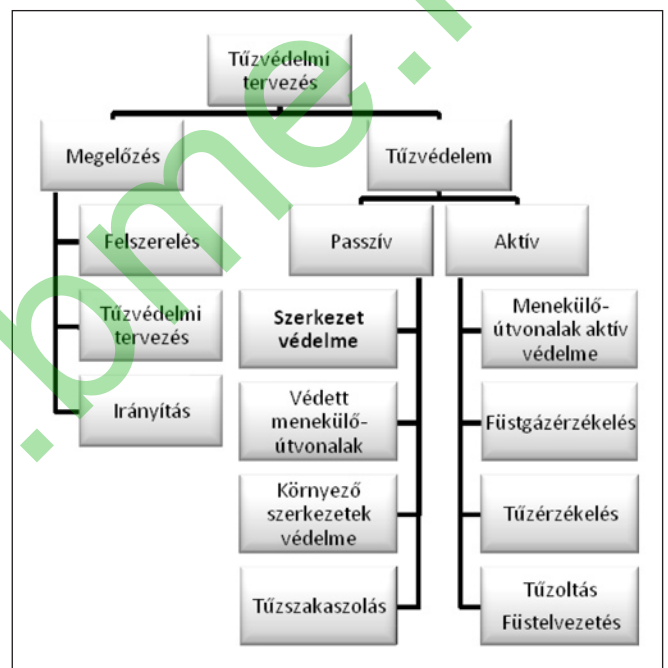 Tűzvédelmi
tervezés
Megelőzés
Tűzvédelem
Felszerelés
Tűzvédelmi
tervezés
Irányítás
Passzív
Aktív
Szerkezet
védelme
Védett
menekülő-
útvonalak
Környező
szerkezetek
védelme
Tűzszakaszolás
Menekülő-
útvonalak aktív
védelme
Füstgázérzékelés
Tűzérzékelés
Tűzoltás
Füstelvezetés
.bme.